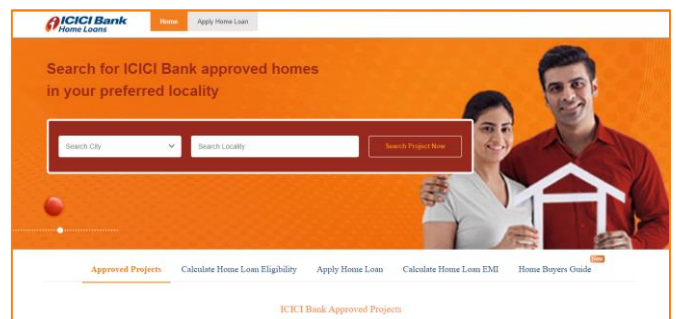 ICICI Bank
Home Loans
Home
Apply Home Loan
Search for ICICI Bank approved homes
in your preferred locality
Search City
Search Locality
Search Project Now
New
Approved Projects
Calculate Home Loan Eligibility
Apply Home Loan
Calculate Home Loan EMI
Home Buyers Guide
ICICI Bank Approved Projects